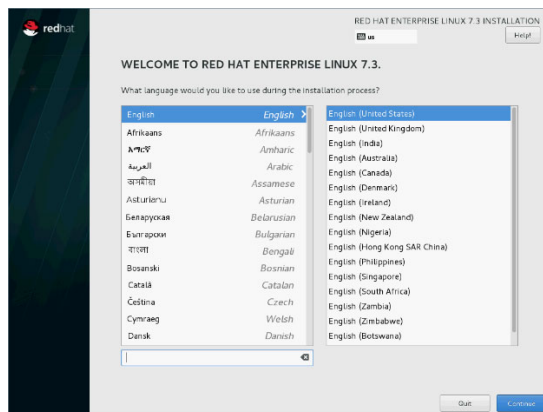 redhat
RED HAT ENTERPRISE LINUX 7.3 INSTALLATION
us
Help!
WELCOME TO RED HAT ENTERPRISE LINUX 7.3.
What language would you like to use during the installation process?
English English
Afrikaans Afrikaans
አማርኛ Amharic
العربية Arabic
অসমীয়া Assamese
Asturianu Asturian
Беларуская Belarusian
Български Bulgarian
বাংলা Bengali
Bosanski Bosnian
Català Catalan
Čeština Czech
Cymraeg Welsh
Dansk Danish
English (United States)
English (United Kingdom)
English (India)
English (Australia)
English (Canada)
English (Denmark)
English (Ireland)
English (New Zealand)
English (Nigeria)
English (Hong Kong SAR China)
English (Philippines)
English (Singapore)
English (South Africa)
English (Zambia)
English (Zimbabwe)
English (Botswana)
Quit
Continue